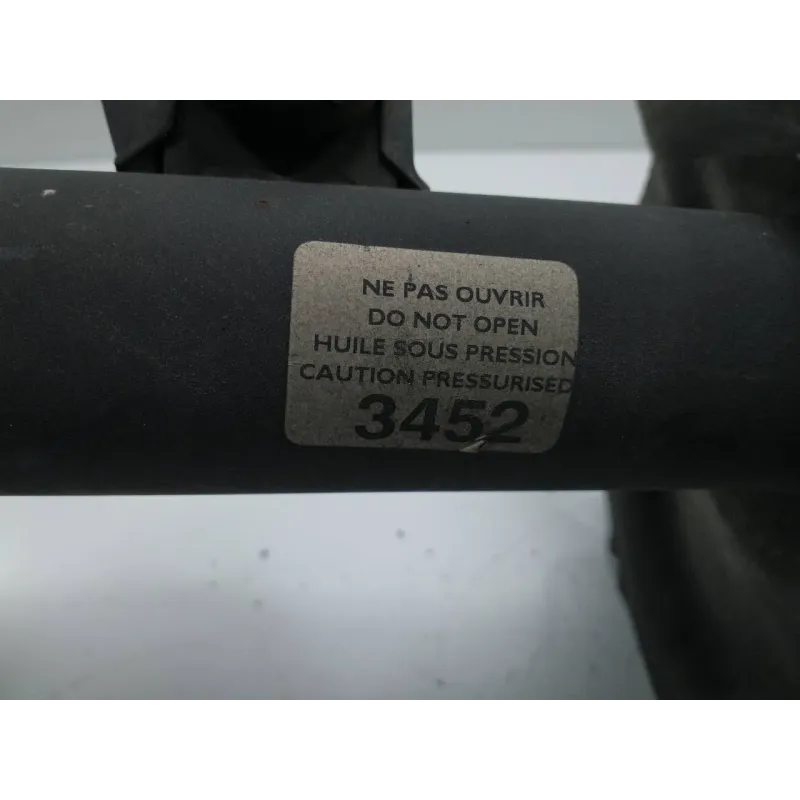 NE PAS OUVRIR
DO NOT OPEN
HUILE SOUS PRESSION
CAUTION PRESSURISED
3452